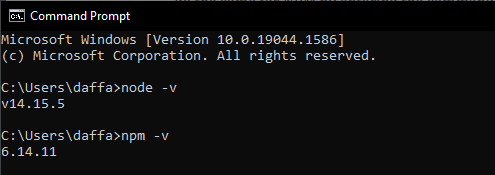 Command Prompt
Microsoft Windows [Version 10.0.19044.1586]
(c) Microsoft Corporation. All rights reserved.
C:\Users\daffa>node -v
v14.15.5
C:\Users\daffa>npm -v
6.14.11